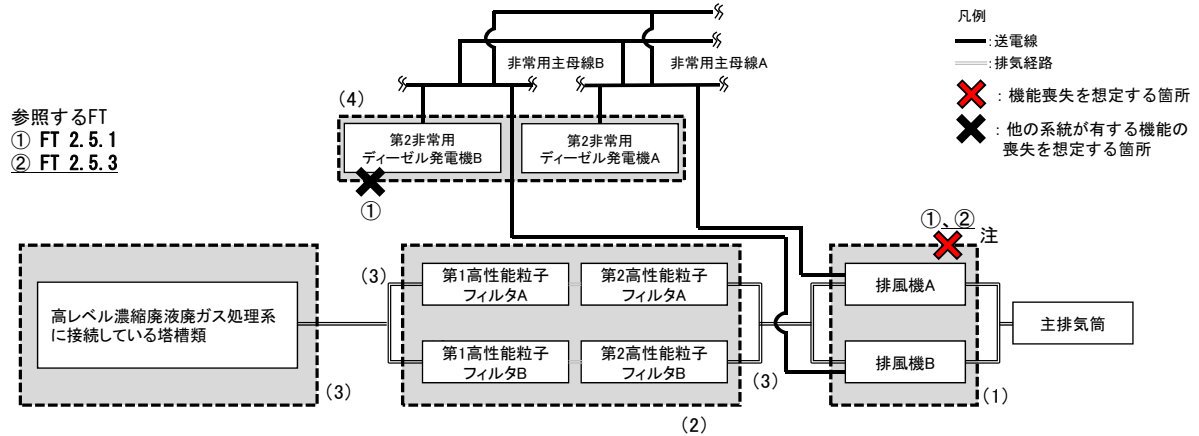 凡例
:送電線
:排気経路
: 機能喪失を想定する箇所
: 他の系統が有する機能の
喪失を想定する箇所
参照するFT
① FT 2.5.1
② FT 2.5.3
非常用主母線B
非常用主母線A
(4)
第2非常用
ディーゼル発電機B
第2非常用
ディーゼル発電機A
①
①、② 注
高レベル濃縮廃液廃ガス処理系
に接続している塔槽類
(3)
(3)
第1高性能粒子
フィルタA
第2高性能粒子
フィルタA
第1高性能粒子
フィルタB
第2高性能粒子
フィルタB
(3)
(2)
排風機A
排風機B
(1)
主排気筒